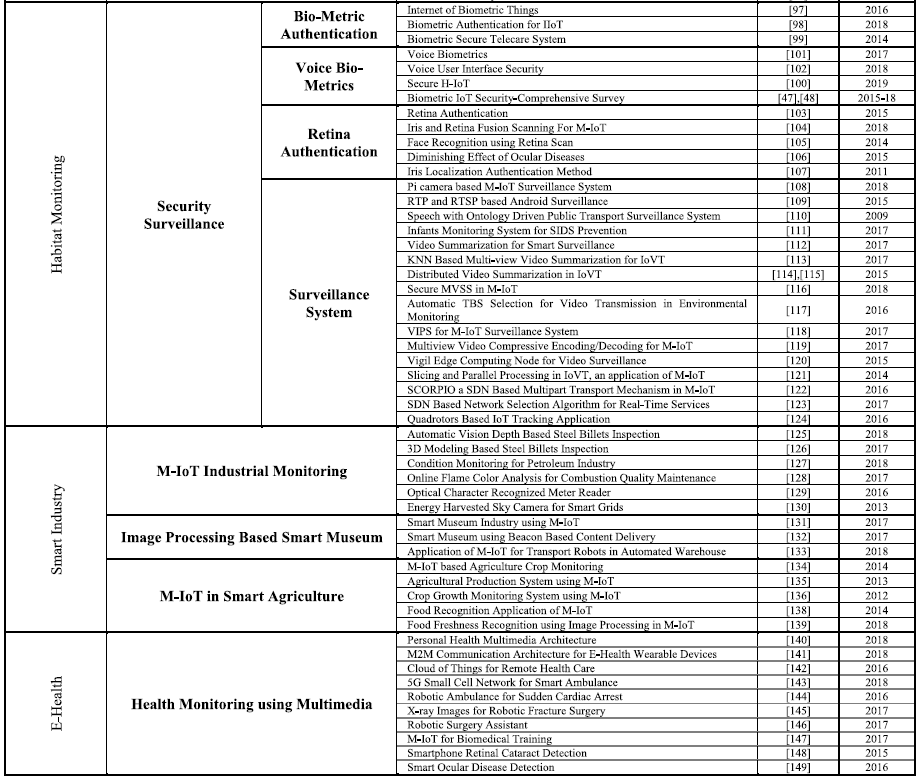 Habitat Monitoring
Security Surveillance
Bio-Metric Authentication
Internet of Biometric Things [97] 2016
Biometric Authentication for IIoT [98] 2018
Biometric Secure Telecare System [99] 2014
Voice Bio-Metrics
Voice Biometrics [101] 2017
Voice User Interface Security [102] 2018
Secure H-IoT [100] 2019
Biometric IoT Security-Comprehensive Survey [47],[48] 2015-18
Retina Authentication
Retina Authentication [103] 2015
Iris and Retina Fusion Scanning For M-IoT [104] 2018
Face Recognition using Retina Scan [105] 2014
Diminishing Effect of Ocular Diseases [106] 2015
Iris Localization Authentication Method [107] 2011
Surveillance System
Pi camera based M-IoT Surveillance System [108] 2018
RTP and RTSP based Android Surveillance [109] 2015
Speech with Ontology Driven Public Transport Surveillance System [110] 2009
Infants Monitoring System for SIDS Prevention [111] 2017
Video Summarization for Smart Surveillance [112] 2017
KNN Based Multi-view Video Summarization for IoVT [113] 2017
Distributed Video Summarization in IoVT [114],[115] 2015
Secure MVSS in M-IoT [116] 2018
Automatic TBS Selection for Video Transmission in Environmental
Monitoring [117] 2016
VIPS for M-IoT Surveillance System [118] 2017
Multiview Video Compressive Encoding/Decoding for M-IoT [119] 2017
Vigil Edge Computing Node for Video Surveillance [120] 2015
Slicing and Parallel Processing in IoVT, an application of M-IoT [121] 2014
SCORPIO a SDN Based Multipart Transport Mechanism in M-IoT [122] 2016
SDN Based Network Selection Algorithm for Real-Time Services [123] 2017
Quadrotors Based IoT Tracking Application [124] 2016
Smart Industry
M-IoT Industrial Monitoring
Automatic Vision Depth Based Steel Billets Inspection [125] 2018
3D Modeling Based Steel Billets Inspection [126] 2017
Condition Monitoring for Petroleum Industry [127] 2018
Online Flame Color Analysis for Combustion Quality Maintenance [128] 2017
Optical Character Recognized Meter Reader [129] 2016
Energy Harvested Sky Camera for Smart Grids [130] 2013
Image Processing Based Smart Museum
Smart Museum Industry using M-IoT [131] 2017
Smart Museum using Beacon Based Content Delivery [132] 2017
Application of M-IoT for Transport Robots in Automated Warehouse [133] 2018
M-IoT in Smart Agriculture
M-IoT based Agriculture Crop Monitoring [134] 2014
Agricultural Production System using M-IoT [135] 2013
Crop Growth Monitoring System using M-IoT [136] 2012
Food Recognition Application of M-IoT [138] 2014
Food Freshness Recognition using Image Processing in M-IoT [139] 2018
E-Health
Health Monitoring using Multimedia
Personal Health Multimedia Architecture [140] 2018
M2M Communication Architecture for E-Health Wearable Devices [141] 2018
Cloud of Things for Remote Health Care [142] 2016
5G Small Cell Network for Smart Ambulance [143] 2018
Robotic Ambulance for Sudden Cardiac Arrest [144] 2016
X-ray Images for Robotic Fracture Surgery [145] 2017
Robotic Surgery Assistant [146] 2017
M-IoT for Biomedical Training [147] 2017
Smartphone Retinal Cataract Detection [148] 2015
Smart Ocular Disease Detection [149] 2016